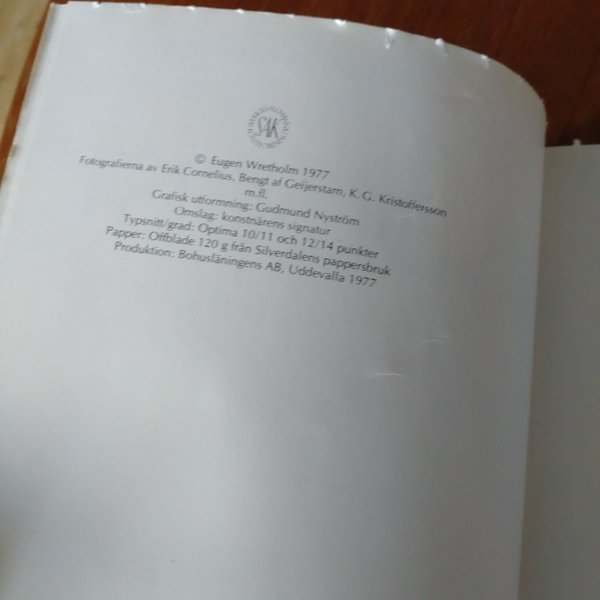 SAK
© Eugen Wretholm 1977
Fotografierna av Erik Cornelius, Bengt af Geijerstam, K. G. Kristoffersson
m.fl.
Grafisk utformning: Gudmund Nyström
Omslag: konstnärens signatur
Typsnitt/grad: Optima 10/11 och 12/14 punkter
Papper: Offblade 120 g från Silverdalens pappersbruk
Produktion: Bohusläningens AB, Uddevalla 1977